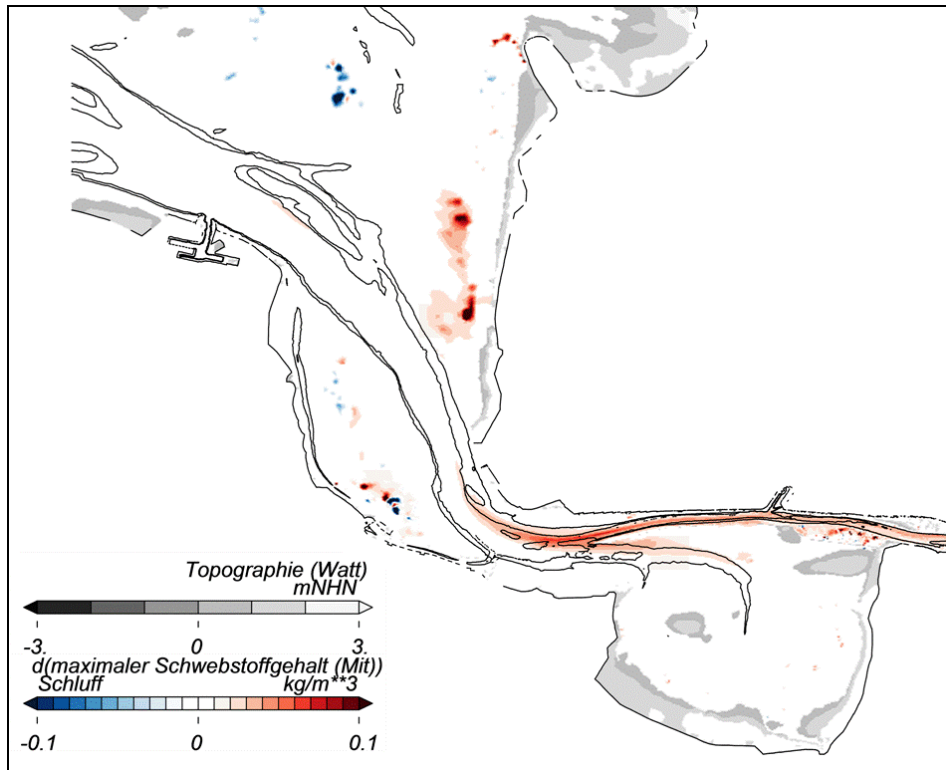 Topographie (Watt)
mNHN
-3. 0 3.
d(maximaler Schwebstoffgehalt (Mit))
Schluff kg/m**3
-0.1 0 0.1